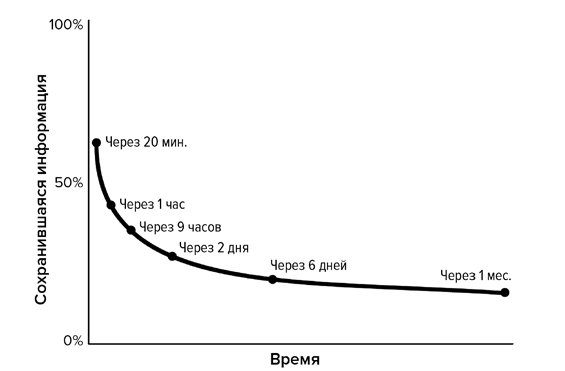 100%
Сохранившаяся информация
Через 20 мин.
50%
Через 1 час
Через 9 часов
Через 2 дня
Через 6 дней
Через 1 мес.
0%
Время